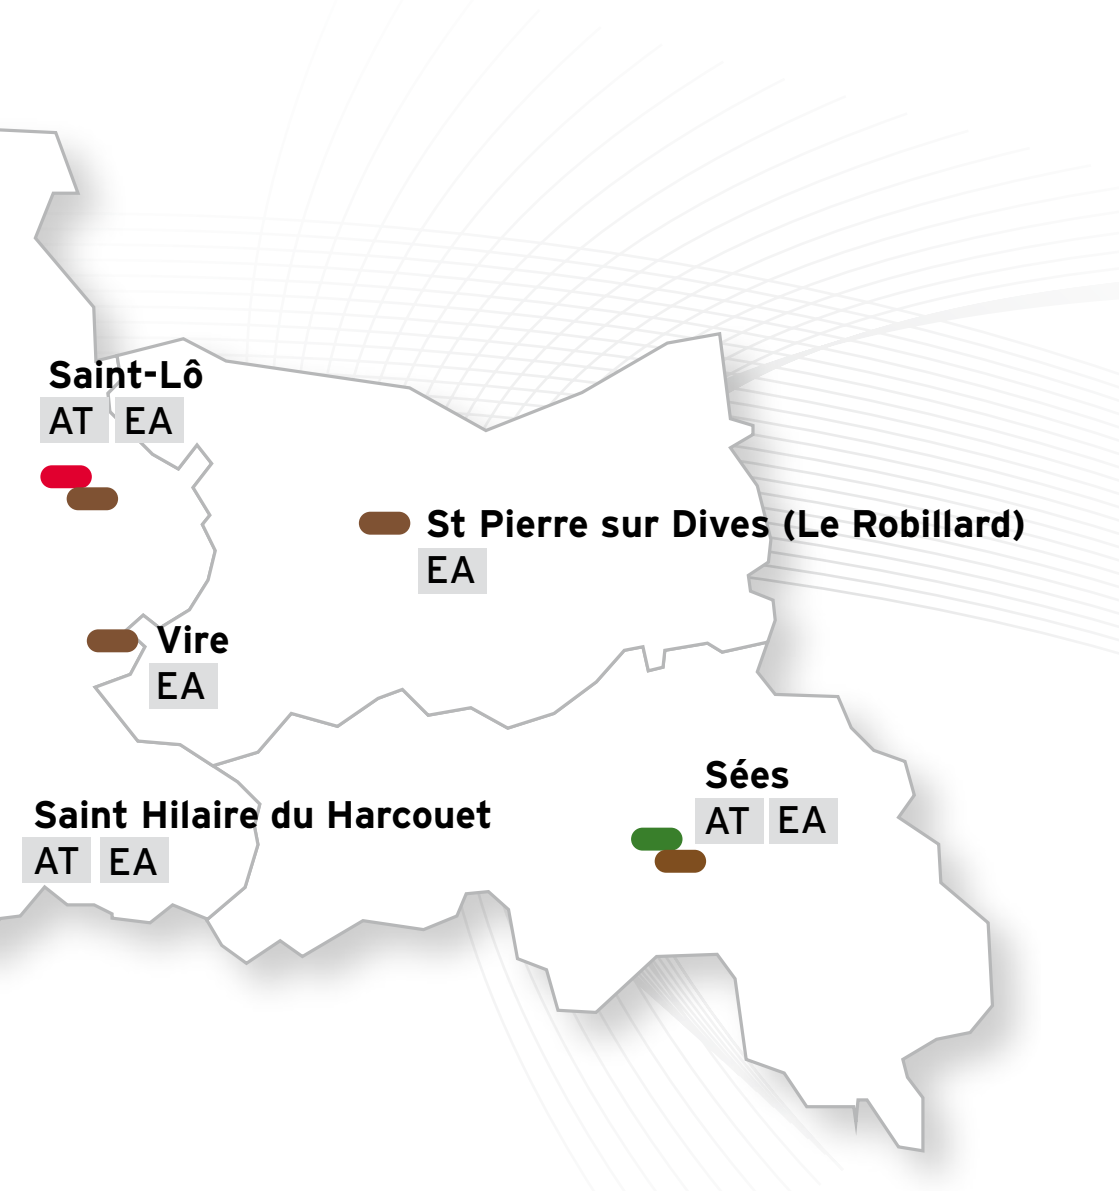 Saint-Lô
AT EA
St Pierre sur Dives (Le Robillard)
EA
Vire
EA
Sées
AT EA
Saint Hilaire du Harcouet
AT EA